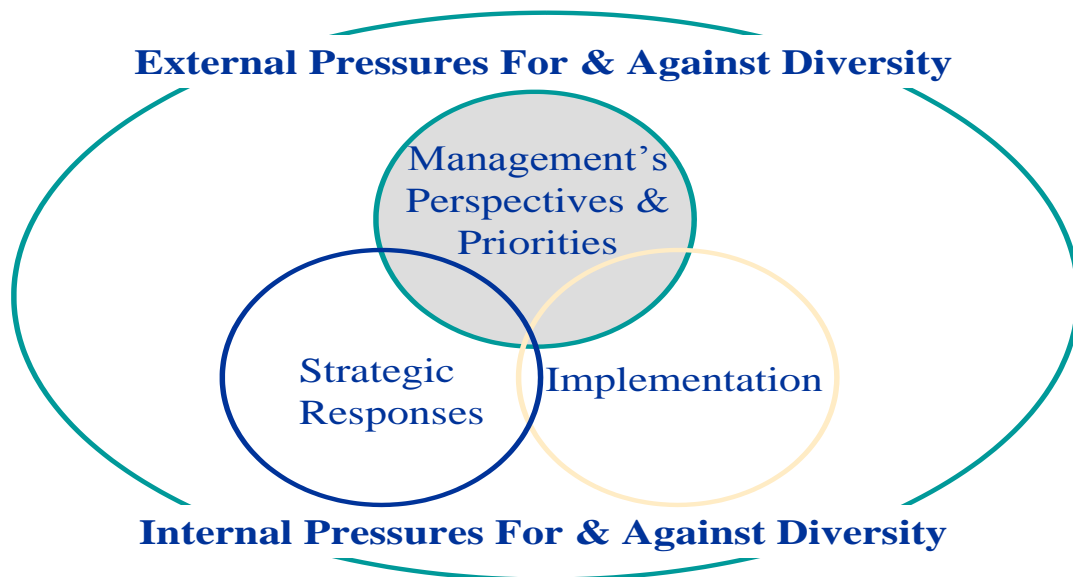 External Pressures For & Against Diversity
Management’s
Perspectives &
Priorities
Strategic
Responses
Implementation
Internal Pressures For & Against Diversity